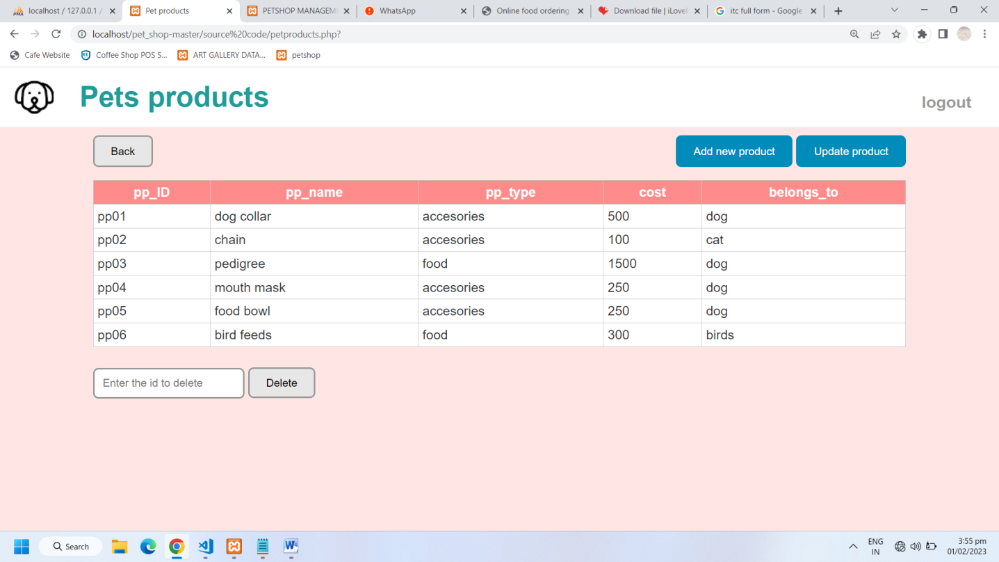 localhost / 127.0.0.1 / Pet products PETSHOP MANAGEM WhatsApp Online food ordering Download file | iLove itc full form - Google
localhost/pet_shop-master/source%20code/petproducts.php?
Cafe Website Coffee Shop POS S... ART GALLERY DATA... petshop
Pets products
logout
Back Add new product Update product
pp_ID pp_name pp_type cost belongs_to
pp01 dog collar accesories 500 dog
pp02 chain accesories 100 cat
pp03 pedigree food 1500 dog
pp04 mouth mask accesories 250 dog
pp05 food bowl accesories 250 dog
pp06 bird feeds food 300 birds
Enter the id to delete Delete
Search ENG 3:55 pm
IN 01/02/2023